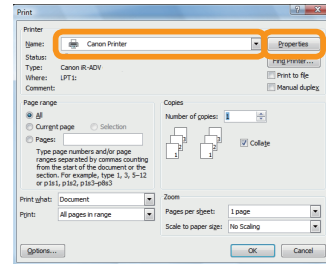 Print
Printer
Name: Canon Printer Properties
Status:
Type: Canon iR-ADV Find Printer...
Where: LPT1: Print to file
Comment: Manual duplex
Page range
All
Current page Selection
Pages:
Type page numbers and/or page
ranges separated by commas counting
from the start of the document or the
section. For example, type 1, 3, 5–12
or p1s1, p1s2, p1s3–p8s3
Copies
Number of copies: 1
Collate
Print what: Document
Print: All pages in range
Zoom
Pages per sheet: 1 page
Scale to paper size: No Scaling
Options... OK Cancel